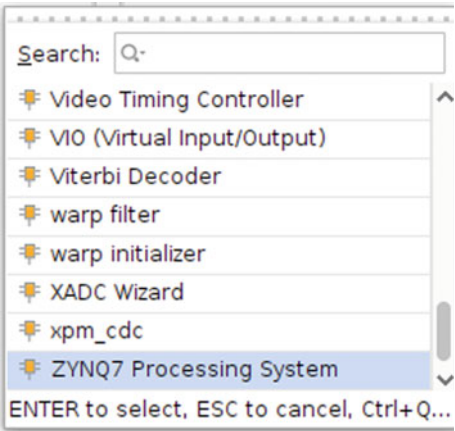 Search:
Video Timing Controller
VIO (Virtual Input/Output)
Viterbi Decoder
warp filter
warp initializer
XADC Wizard
xpm_cdc
ZYNQ7 Processing System
ENTER to select, ESC to cancel, Ctrl+Q...